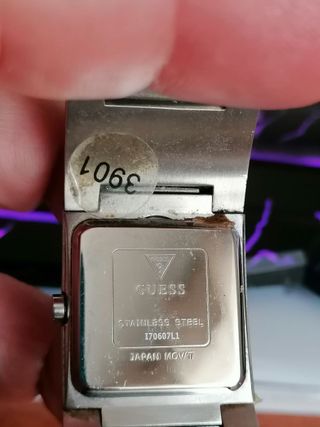 3901
GUESS
STAINLESS STEEL
I70607L1
JAPAN MOV'T